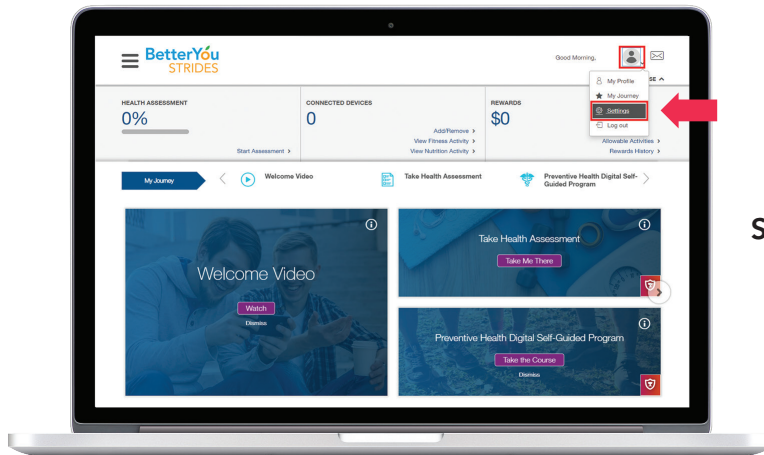 BetterYóu
STRIDES
Good Morning,
My Profile
My Journey
Settings
Log out
SE
HEALTH ASSESSMENT
0%
Start Assessment >
CONNECTED DEVICES
0
Add/Remove >
View Fitness Activity >
View Nutrition Activity >
REWARDS
$0
Allowable Activities >
Rewards History >
My Journey
Welcome Video
Take Health Assessment
Preventive Health Digital Self-
Guided Program
Welcome Video
Watch
Dismiss
Take Health Assessment
Take Me There
Preventive Health Digital Self-Guided Program
Take the Course
Dismiss
S